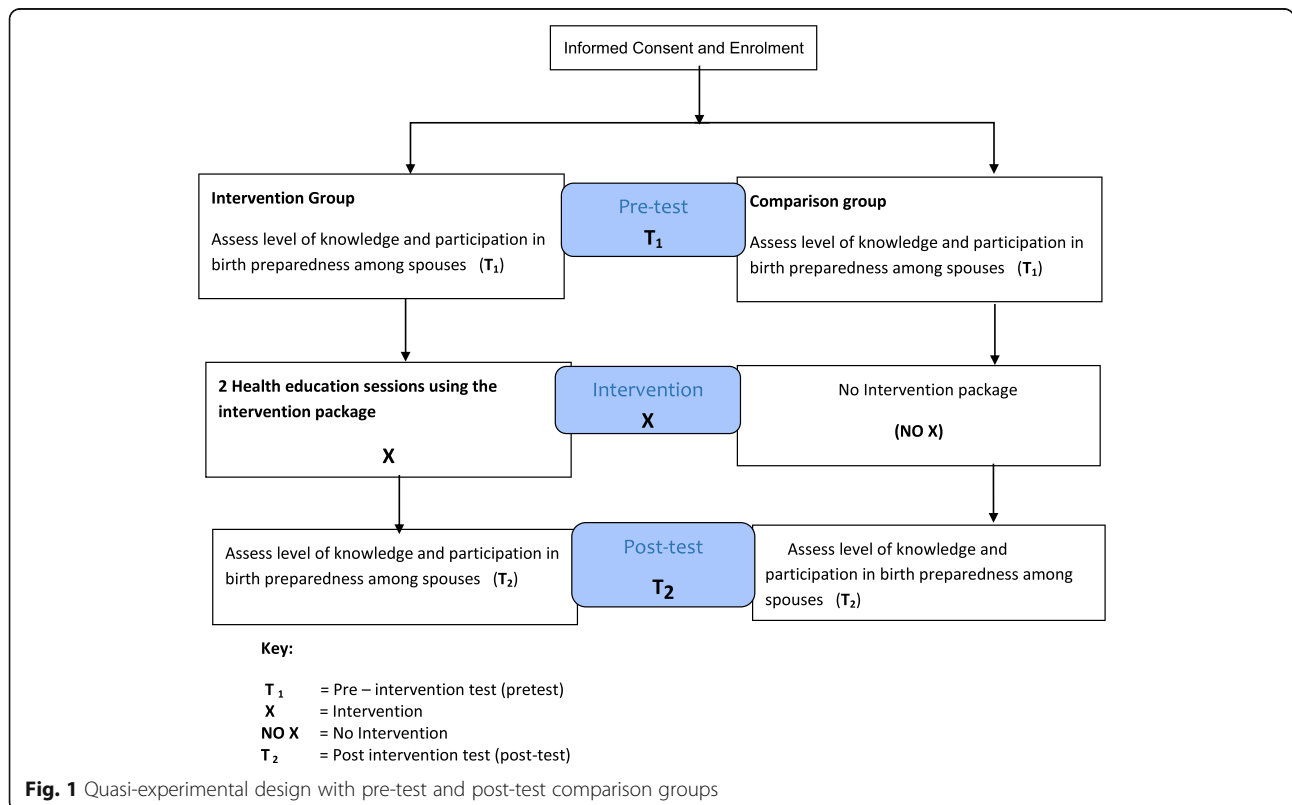 Informed Consent and Enrolment
Intervention Group
Assess level of knowledge and participation in
birth preparedness among spouses (T₁)
Pre-test
T₁
Comparison group
Assess level of knowledge and participation in
birth preparedness among spouses (T₁)
2 Health education sessions using the
intervention package
X
Intervention
X
No Intervention package
(NO X)
Assess level of knowledge and participation in
birth preparedness among spouses (T₂)
Post-test
T₂
Assess level of knowledge and
participation in birth preparedness among
spouses (T₂)
Key:
T ₁ = Pre – intervention test (pretest)
X = Intervention
NO X = No Intervention
T ₂ = Post intervention test (post-test)
Fig. 1 Quasi-experimental design with pre-test and post-test comparison groups